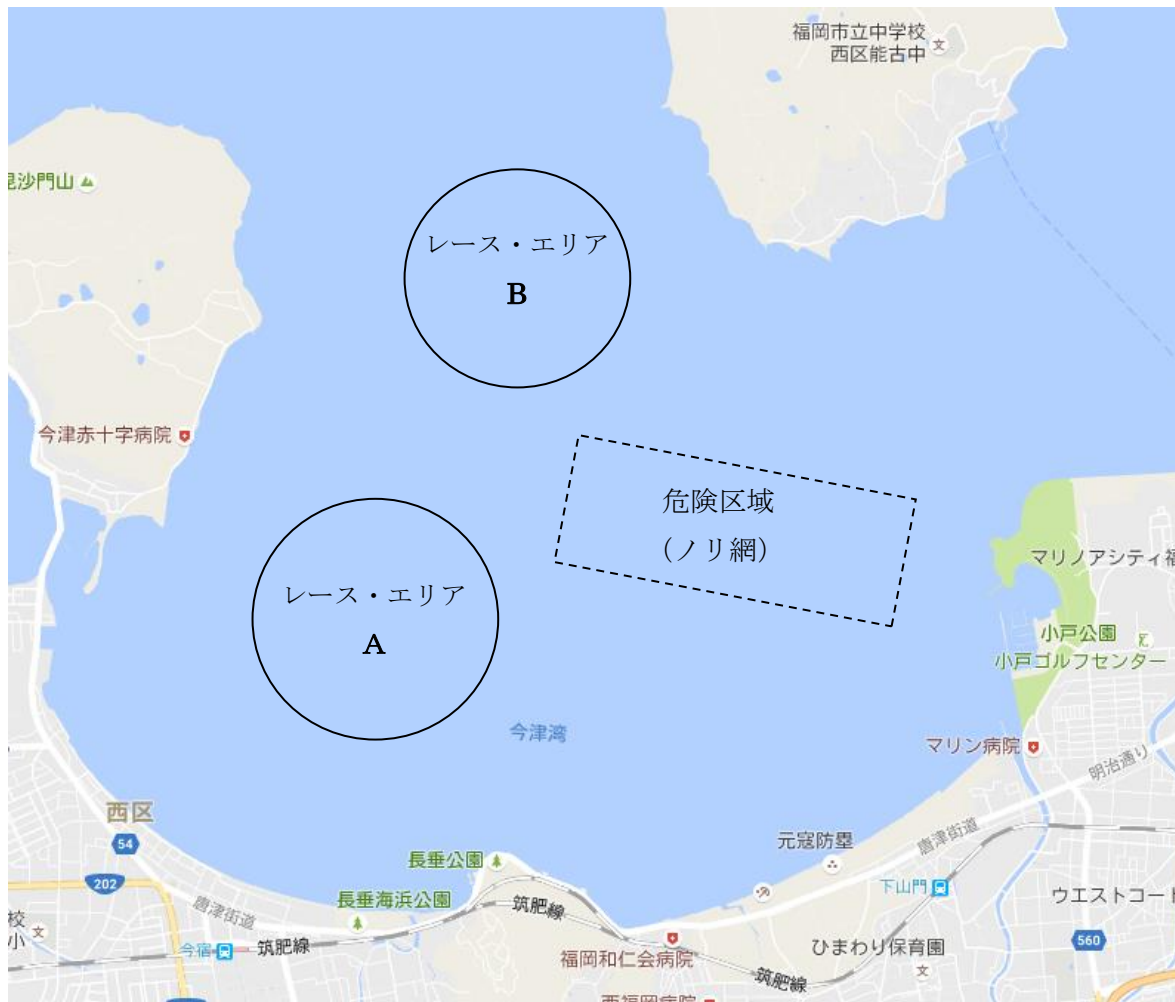 福岡市立中学校
西区能古中
毘沙門山
レース・エリア
B
今津赤十字病院
危険区域
（ノリ網）
マリノアシティ福
レース・エリア
A
小戸公園
小戸ゴルフセンター
今津湾
マリン病院
明治通り
西区
54
元寇防塁
唐津街道
長垂公園
202
下山門
長垂海浜公園
唐津街道
筑肥線
ウエストコート
校
小
今宿
筑肥線
福岡和仁会病院
ひまわり保育園
560
筑肥線
西福岡病院